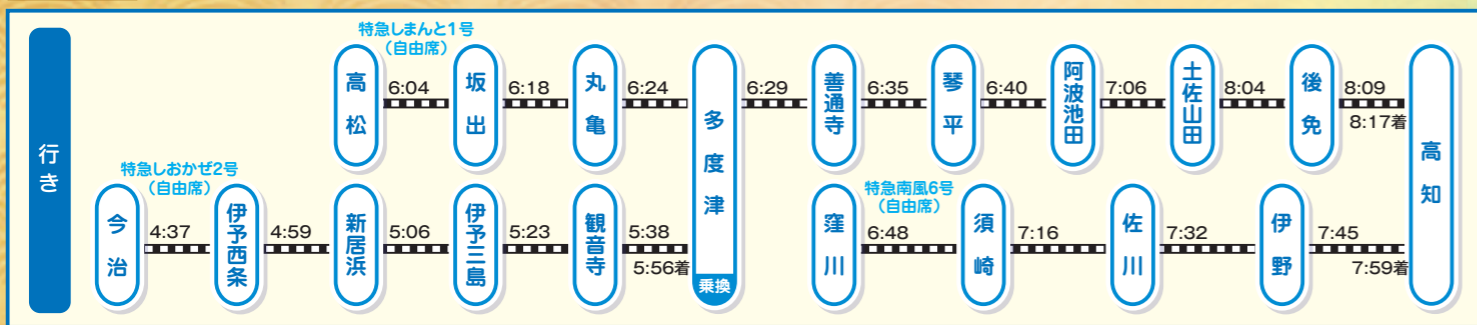 行き
特急しまんと1号
(自由席)
高松
6:04
坂出
6:18
丸亀
6:24
多度津
乗換
6:29
善通寺
6:35
琴平
6:40
阿波池田
7:06
土佐山田
8:04
後免
8:09
8:17着
高知
特急しおかぜ2号
(自由席)
今治
4:37
伊予西条
4:59
新居浜
5:06
伊予三島
5:23
観音寺
5:38
5:56着
特急南風6号
(自由席)
窪川
6:48
須崎
7:16
佐川
7:32
伊野
7:45
7:59着